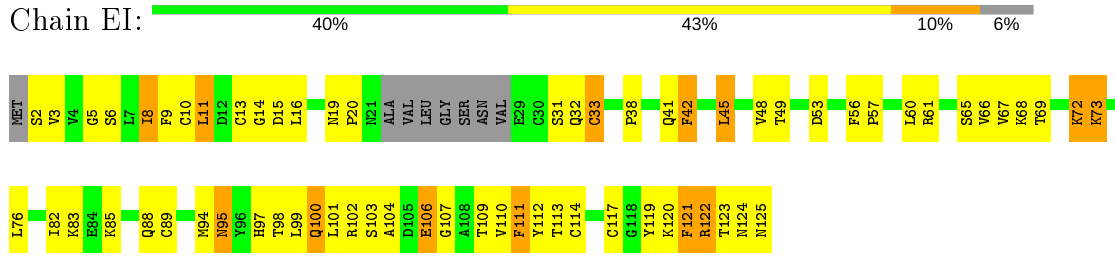 Chain EI:
40% 43% 10% 6%
MET S2 V3 V4 G5 S6 L7 I8 F9 C10 L11 D12 C13 G14 D15 L16 N19 P20 N21 ALA VAL LEU GLY SER ASN VAL E29 C30 S31 Q32 C33 P38 Q41 F42 L45 V48 T49 D53 F56 P57 L60 R61 S65 V66 V67 K68 T69 K72 K73
L76 I82 K83 E84 K85 Q88 C89 M94 N95 Y96 H97 T98 L99 Q100 L101 R102 S103 A104 D105 E106 G107 A108 T109 V110 F111 Y112 T113 C114 C117 G118 Y119 K120 F121 R122 T123 N124 N125